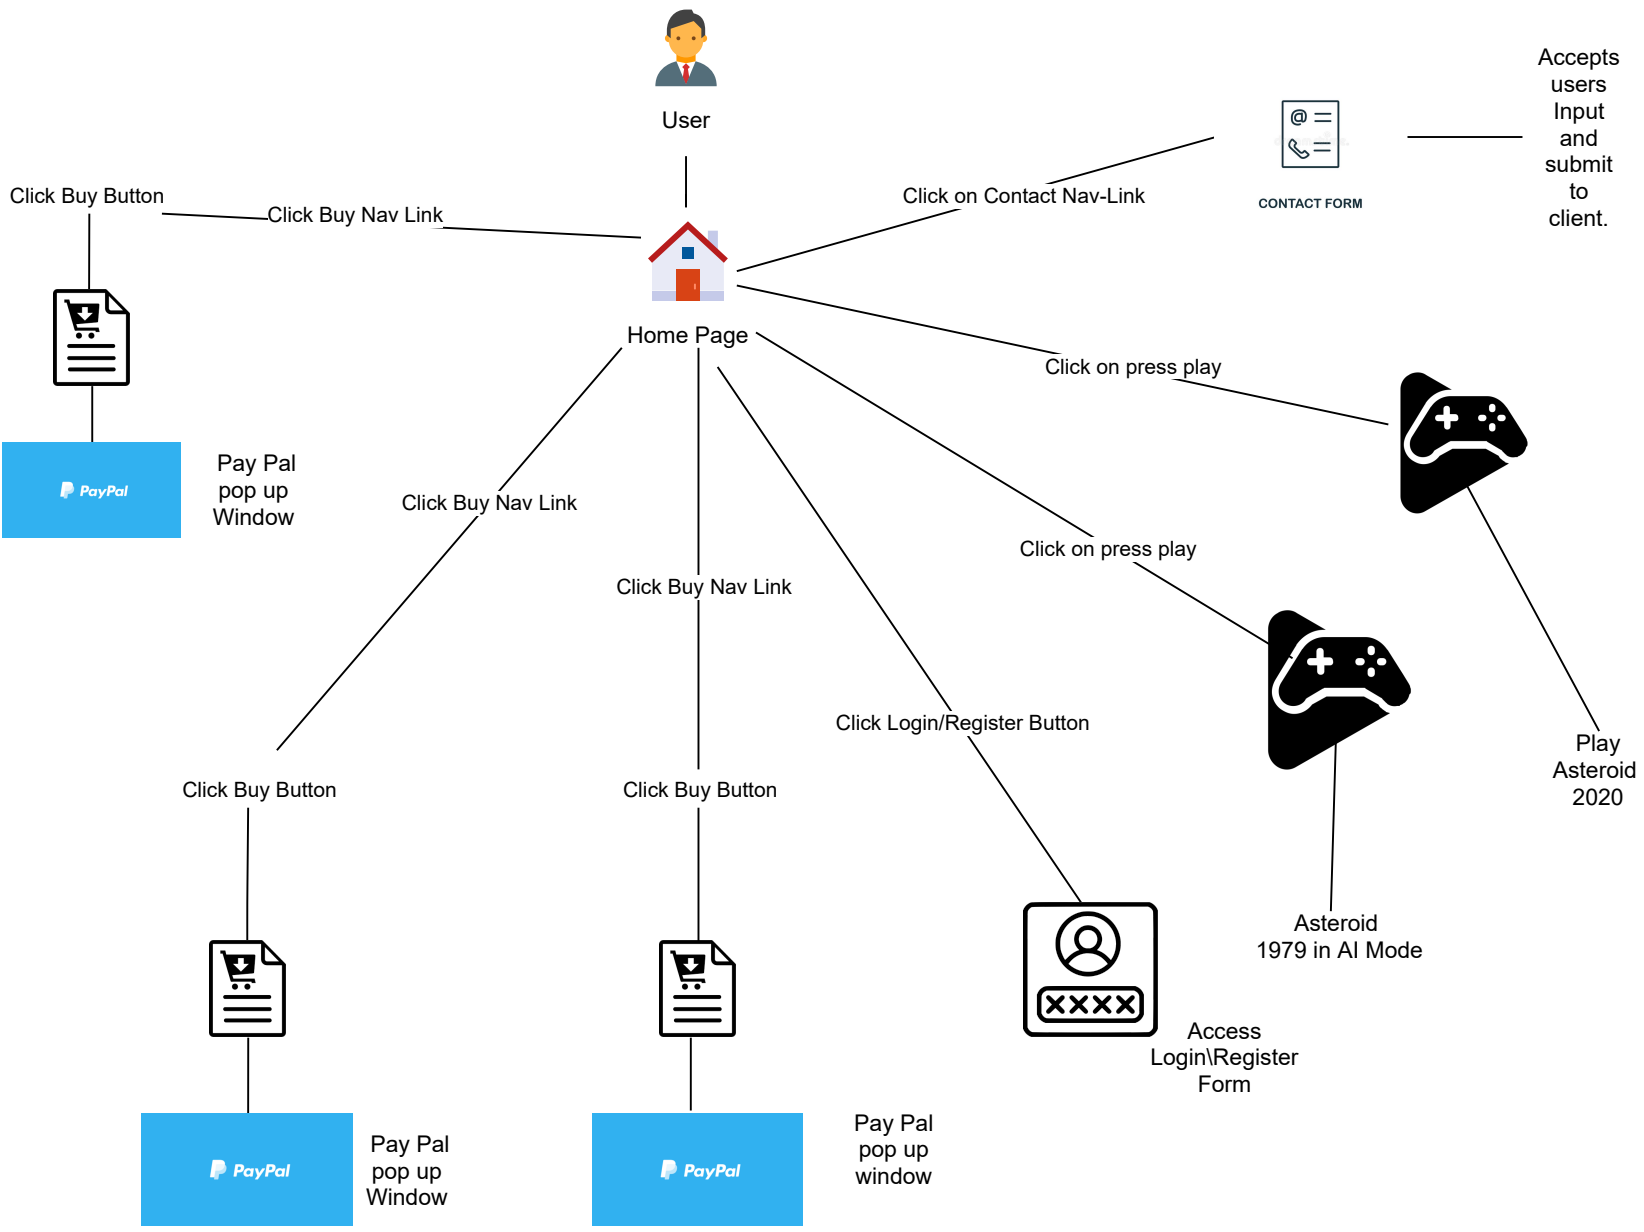 User
Accepts
users
Input
and
submit
to
client.
@
CONTACT FORM
Click on Contact Nav-Link
Click Buy Button
Click Buy Nav Link
Home Page
Click on press play
PayPal
Pay Pal
pop up
Window
Click Buy Nav Link
Click on press play
Click Buy Nav Link
Click Login/Register Button
Play
Asteroid
2020
Click Buy Button
Click Buy Button
Asteroid
1979 in AI Mode
Access
Login\Register
Form
PayPal
Pay Pal
pop up
Window
PayPal
Pay Pal
pop up
window